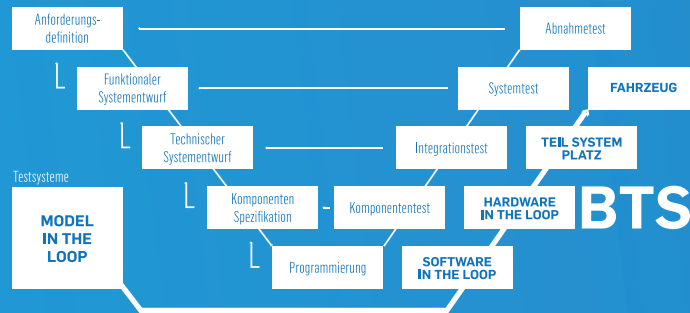 Anforderungs-
definition
Abnahmetest
Funktionaler
Systementwurf
Systemtest
FAHRZEUG
Technischer
Systementwurf
Integrationstest
TEIL SYSTEM
PLATZ
Testsysteme
MODEL
IN THE
LOOP
Komponenten
Spezifikation
Komponententest
HARDWARE
IN THE LOOP
BTS
Programmierung
SOFTWARE
IN THE LOOP